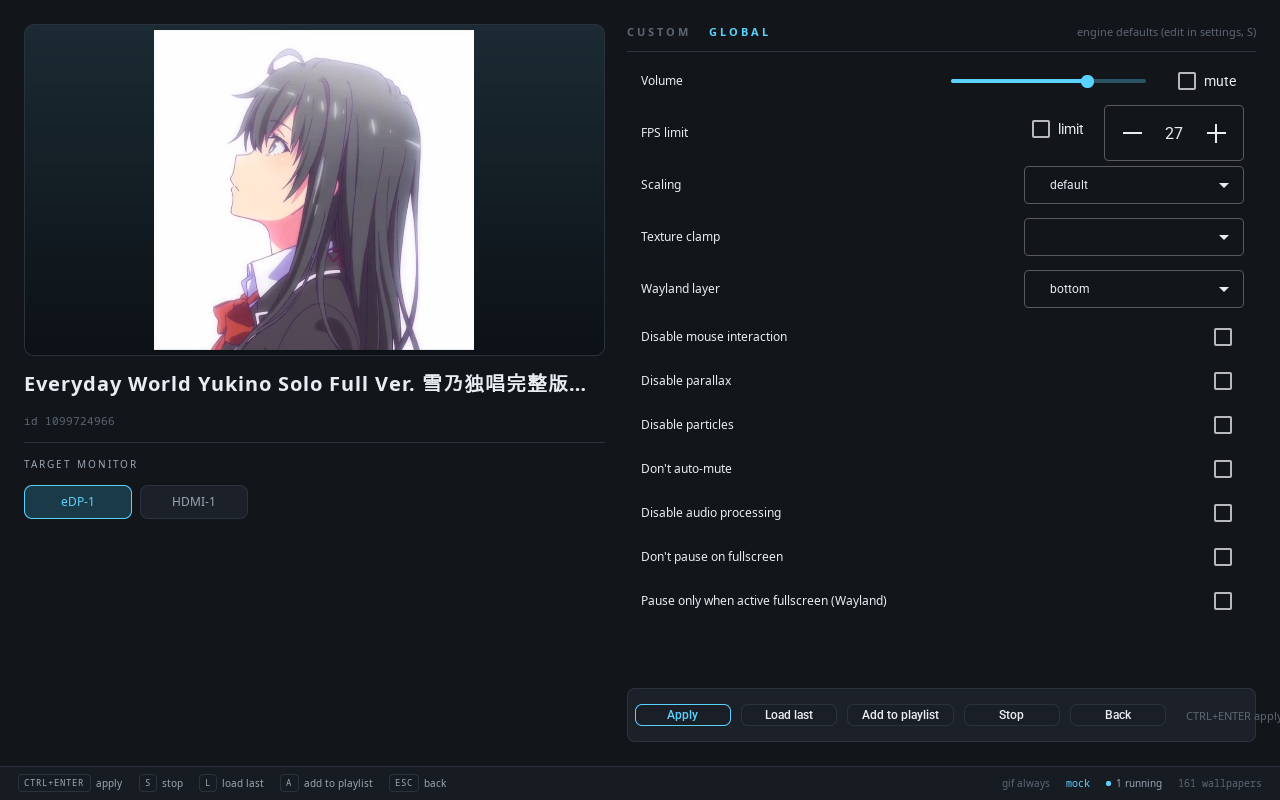 CUSTOM GLOBAL engine defaults (edit in settings, S)
Volume mute
FPS limit limit 27
Scaling default
Texture clamp
Wayland layer bottom
Disable mouse interaction
Disable parallax
Disable particles
Don't auto-mute
Disable audio processing
Don't pause on fullscreen
Pause only when active fullscreen (Wayland)
Everyday World Yukino Solo Full Ver. 雪乃独唱完整版...
id 1099724966
TARGET MONITOR
eDP-1 HDMI-1
Apply Load last Add to playlist Stop Back CTRL+ENTER apply
CTRL+ENTER apply S stop L load last A add to playlist ESC back gif always mock 1 running 161 wallpapers